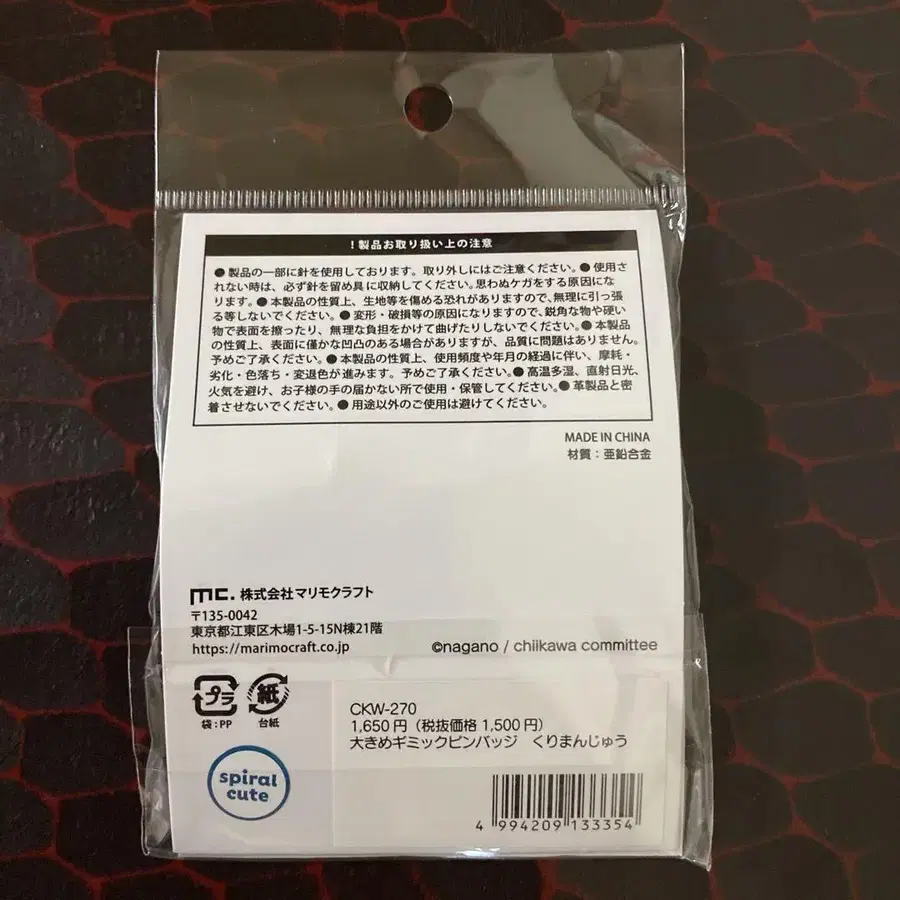 ！製品お取り扱い上の注意
● 製品の一部に針を使用しております。取り外しにはご注意ください。● 使用さ
れない時は、必ず針を留め具に収納してください。思わぬケガをする原因にな
ります。● 本製品の性質上、生地等を傷める恐れがありますので、無理に引っ張
る等しないでください。● 変形・破損等の原因になりますので、鋭角な物や硬い
物で表面を擦ったり、無理な負担をかけて曲げたりしないでください。● 本製品
の性質上、表面に僅かな凹凸のある場合がありますが、品質に問題はありません。
予めご了承ください。● 本製品の性質上、使用頻度や年月の経過に伴い、摩耗・
劣化・色落ち・変退色が進みます。予めご了承ください。● 高温多湿、直射日光、
火気を避け、お子様の手の届かない所で使用・保管してください。● 革製品と密
着させないでください。● 用途以外のご使用は避けてください。
MADE IN CHINA
材質：亜鉛合金
mc. 株式会社マリモクラフト
〒135-0042
東京都江東区木場1-5-15N棟21階
https://marimocraft.co.jp
©nagano / chiikawa committee
プラ
袋：PP
紙
台紙
spiral
cute
CKW-270
1,650円（税抜価格 1,500円）
大きめギミックピンバッジ　くりまんじゅう
4 994209 133354